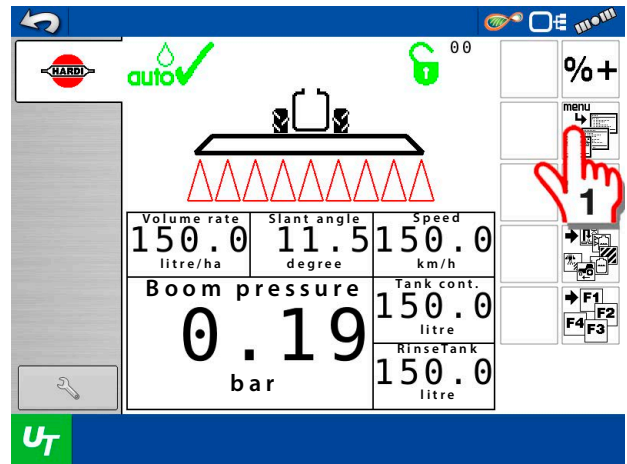 HARDI
auto
00
%+
menu
1
Volume rate
150.0
litre/ha
Slant angle
11.5
degree
Speed
150.0
km/h
Boom pressure
0.19
bar
Tank cont.
150.0
litre
RinseTank
150.0
litre
F1
F2
F4
F3
UT